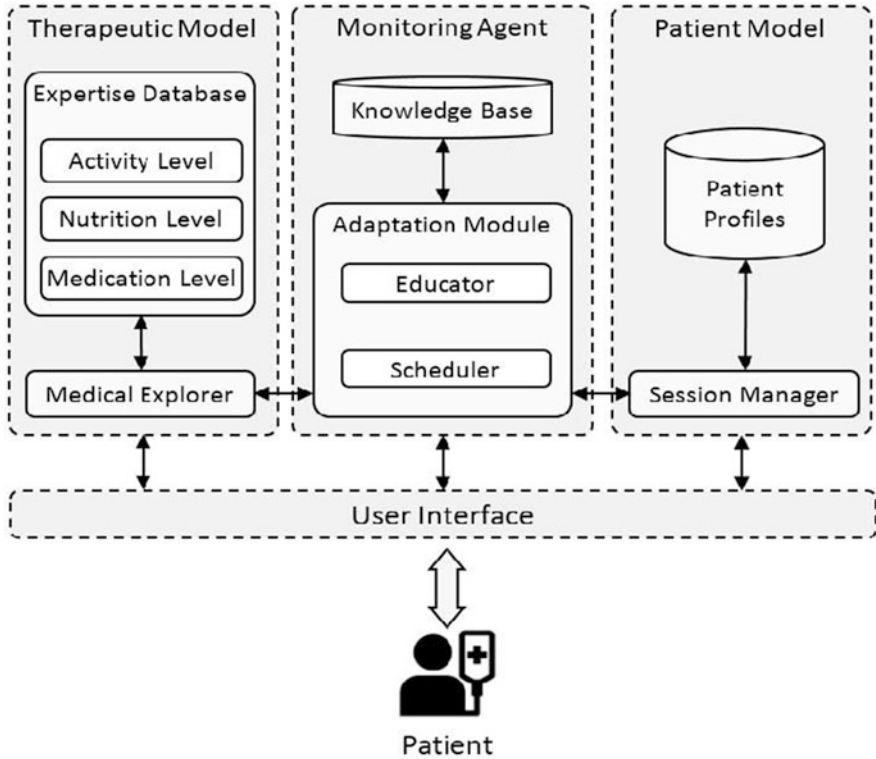 Therapeutic Model
Expertise Database
Activity Level
Nutrition Level
Medication Level
Medical Explorer
Monitoring Agent
Knowledge Base
Adaptation Module
Educator
Scheduler
Patient Model
Patient
Profiles
Session Manager
User Interface
Patient